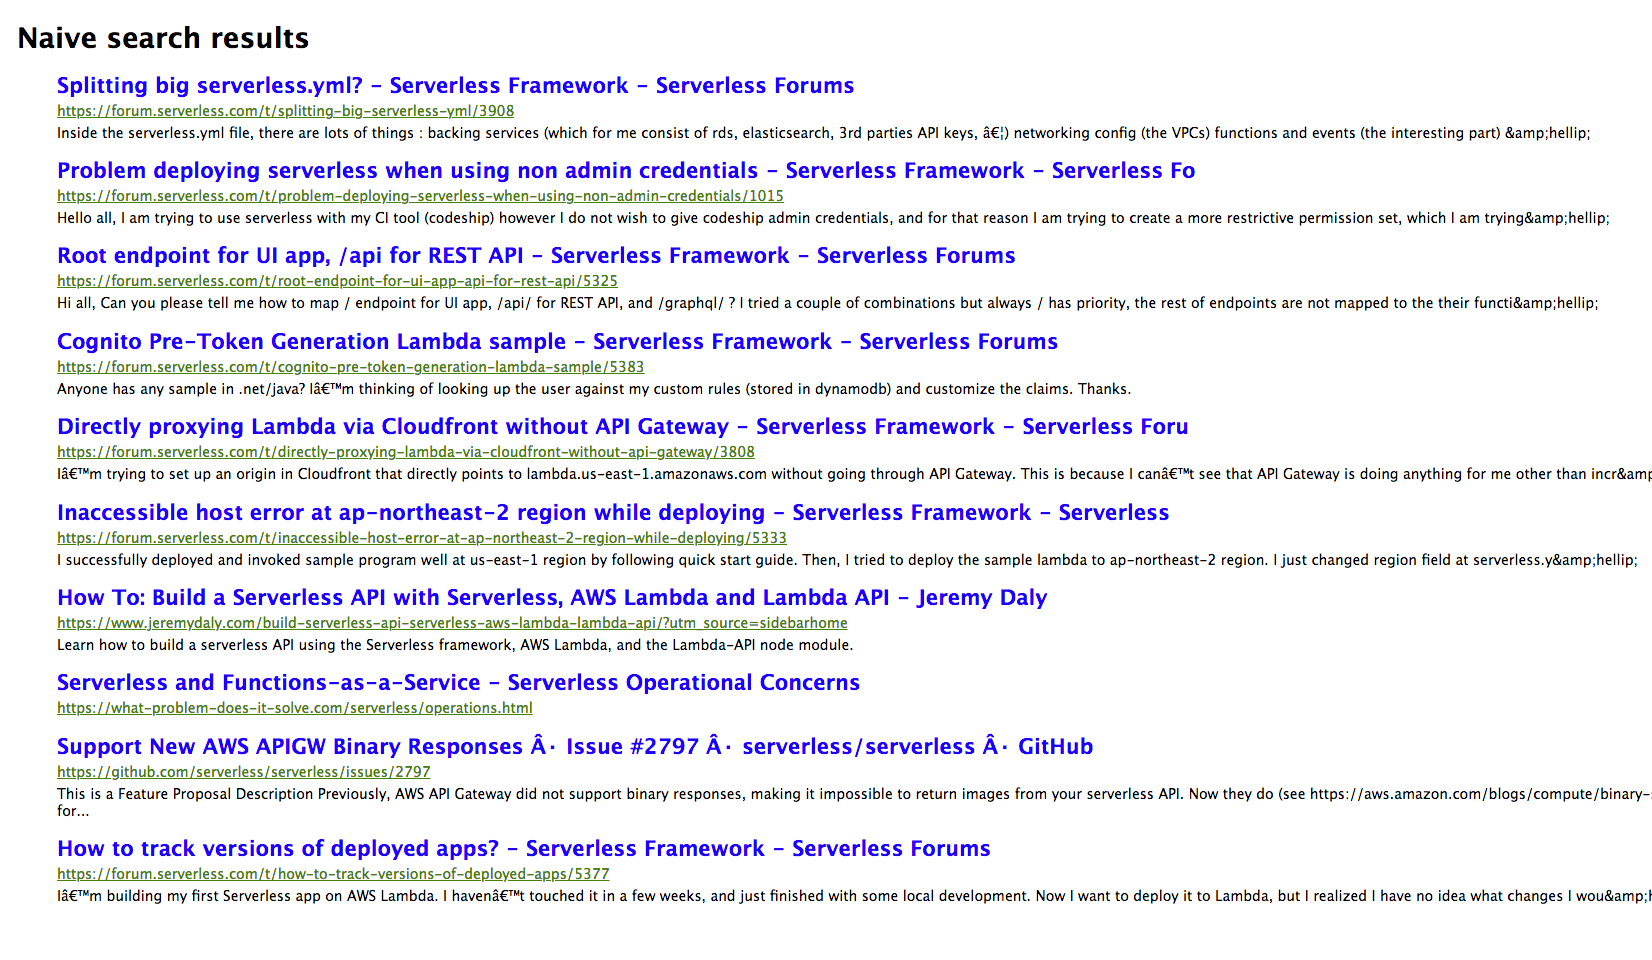 Naive search results
Splitting big serverless.yml? - Serverless Framework - Serverless Forums
https://forum.serverless.com/t/splitting-big-serverless-yml/3908
Inside the serverless.yml file, there are lots of things : backing services (which for me consist of rds, elasticsearch, 3rd parties API keys, â€¦) networking config (the VPCs) functions and events (the interesting part) &amp;hellip;
Problem deploying serverless when using non admin credentials - Serverless Framework - Serverless Fo
https://forum.serverless.com/t/problem-deploying-serverless-when-using-non-admin-credentials/1015
Hello all, I am trying to use serverless with my CI tool (codeship) however I do not wish to give codeship admin credentials, and for that reason I am trying to create a more restrictive permission set, which I am trying&amp;hellip;
Root endpoint for UI app, /api for REST API - Serverless Framework - Serverless Forums
https://forum.serverless.com/t/root-endpoint-for-ui-app-api-for-rest-api/5325
Hi all, Can you please tell me how to map / endpoint for UI app, /api/ for REST API, and /graphql/ ? I tried a couple of combinations but always / has priority, the rest of endpoints are not mapped to the their functi&amp;hellip;
Cognito Pre-Token Generation Lambda sample - Serverless Framework - Serverless Forums
https://forum.serverless.com/t/cognito-pre-token-generation-lambda-sample/5383
Anyone has any sample in .net/java? Iâ€™m thinking of looking up the user against my custom rules (stored in dynamodb) and customize the claims. Thanks.
Directly proxying Lambda via Cloudfront without API Gateway - Serverless Framework - Serverless Foru
https://forum.serverless.com/t/directly-proxying-lambda-via-cloudfront-without-api-gateway/3808
Iâ€™m trying to set up an origin in Cloudfront that directly points to lambda.us-east-1.amazonaws.com without going through API Gateway. This is because I canâ€™t see that API Gateway is doing anything for me other than incr&amp
Inaccessible host error at ap-northeast-2 region while deploying - Serverless Framework - Serverless
https://forum.serverless.com/t/inaccessible-host-error-at-ap-northeast-2-region-while-deploying/5333
I successfully deployed and invoked sample program well at us-east-1 region by following quick start guide. Then, I tried to deploy the sample lambda to ap-northeast-2 region. I just changed region field at serverless.y&amp;hellip;
How To: Build a Serverless API with Serverless, AWS Lambda and Lambda API - Jeremy Daly
https://www.jeremydaly.com/build-serverless-api-serverless-aws-lambda-lambda-api/?utm_source=sidebarhome
Learn how to build a serverless API using the Serverless framework, AWS Lambda, and the Lambda-API node module.
Serverless and Functions-as-a-Service - Serverless Operational Concerns
https://what-problem-does-it-solve.com/serverless/operations.html
Support New AWS APIGW Binary Responses Â· Issue #2797 Â· serverless/serverless Â· GitHub
https://github.com/serverless/serverless/issues/2797
This is a Feature Proposal Description Previously, AWS API Gateway did not support binary responses, making it impossible to return images from your serverless API. Now they do (see https://aws.amazon.com/blogs/compute/binary-
for...
How to track versions of deployed apps? - Serverless Framework - Serverless Forums
https://forum.serverless.com/t/how-to-track-versions-of-deployed-apps/5377
Iâ€™m building my first Serverless app on AWS Lambda. I havenâ€™t touched it in a few weeks, and just finished with some local development. Now I want to deploy it to Lambda, but I realized I have no idea what changes I wou&amp;